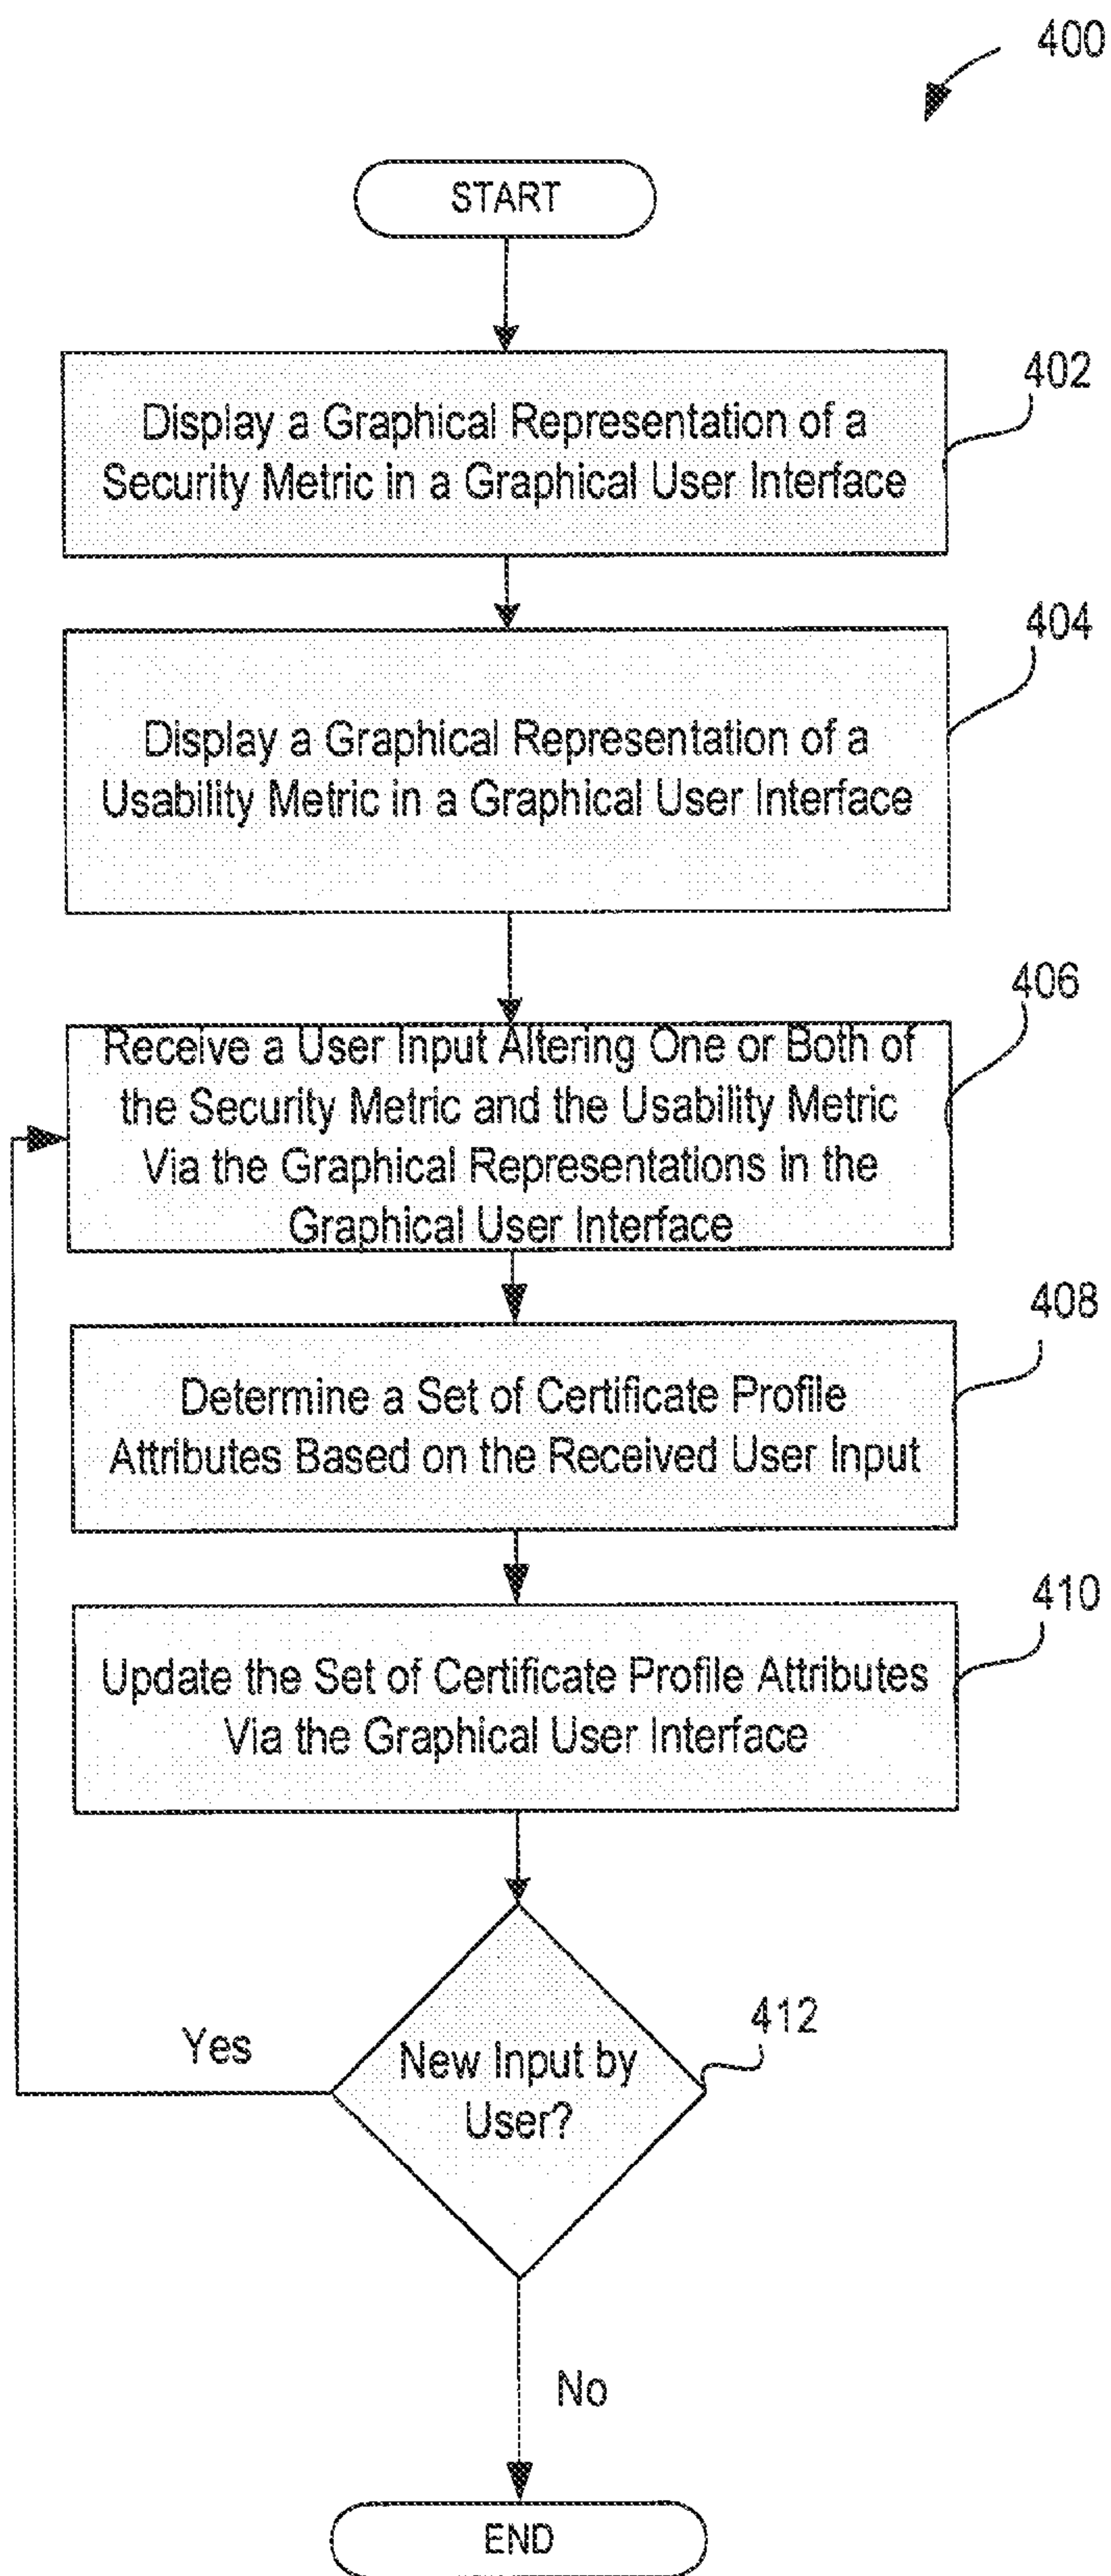 400
START
402
Display a Graphical Representation of a
Security Metric in a Graphical User Interface
404
Display a Graphical Representation of a
Usability Metric in a Graphical User Interface
406
Receive a User Input Altering One or Both of
the Security Metric and the Usability Metric
Via the Graphical Representations in the
Graphical User Interface
408
Determine a Set of Certificate Profile
Attributes Based on the Received User Input
410
Update the Set of Certificate Profile Attributes
Via the Graphical User Interface
412
Yes
New Input by
User?
No
END